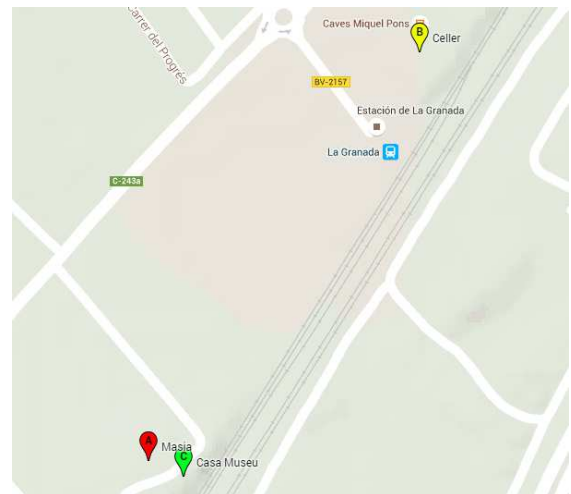 Carrer del Progrés
Caves Miquel Pons
B
Celler
BV-2157
Estación de La Granada
La Granada
C-243a
A
Masia
C
Casa Museu